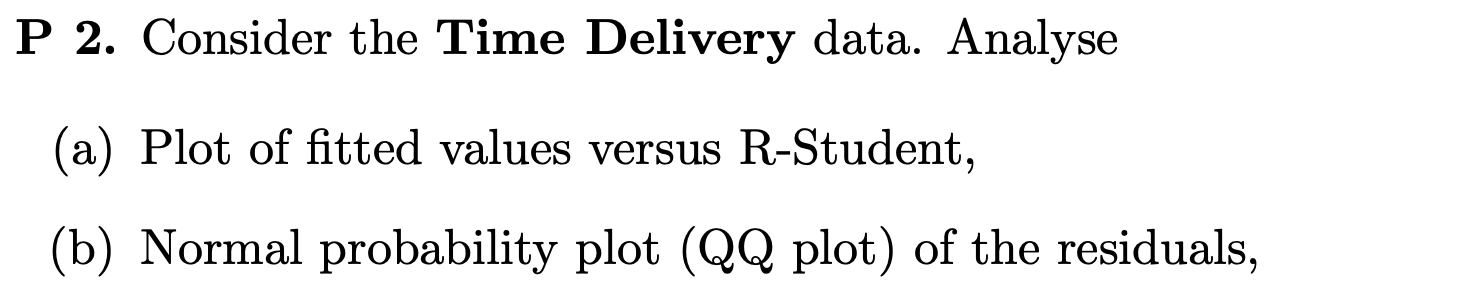 P 2. Consider the Time Delivery data. Analyse
(a) Plot of fitted values versus R-Student,
(b) Normal probability plot (QQ plot) of the residuals,